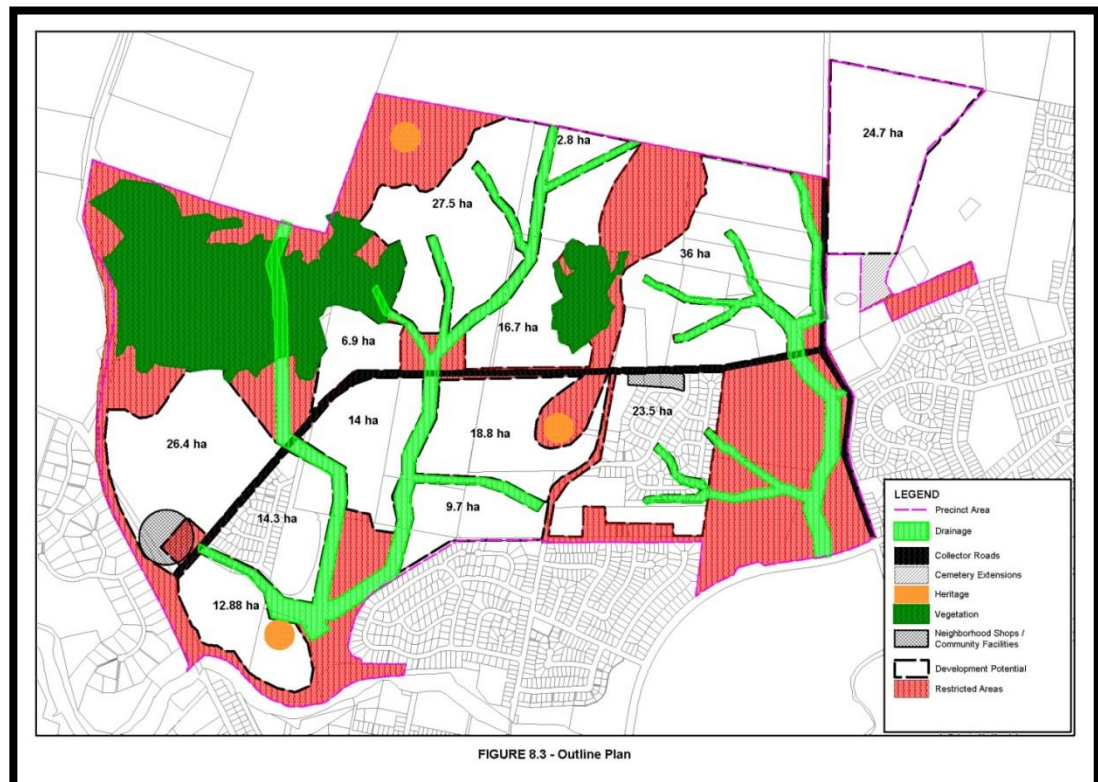 24.7 ha
2.8 ha
27.5 ha
36 ha
16.7 ha
6.9 ha
14 ha
18.8 ha
23.5 ha
26.4 ha
9.7 ha
14.3 ha
12.88 ha
LEGEND
Precinct Area
Drainage
Collector Roads
Cemetery Extensions
Heritage
Vegetation
Neighborhood Shops /
Community Facilities
Development Potential
Restricted Areas
FIGURE 8.3 - Outline Plan